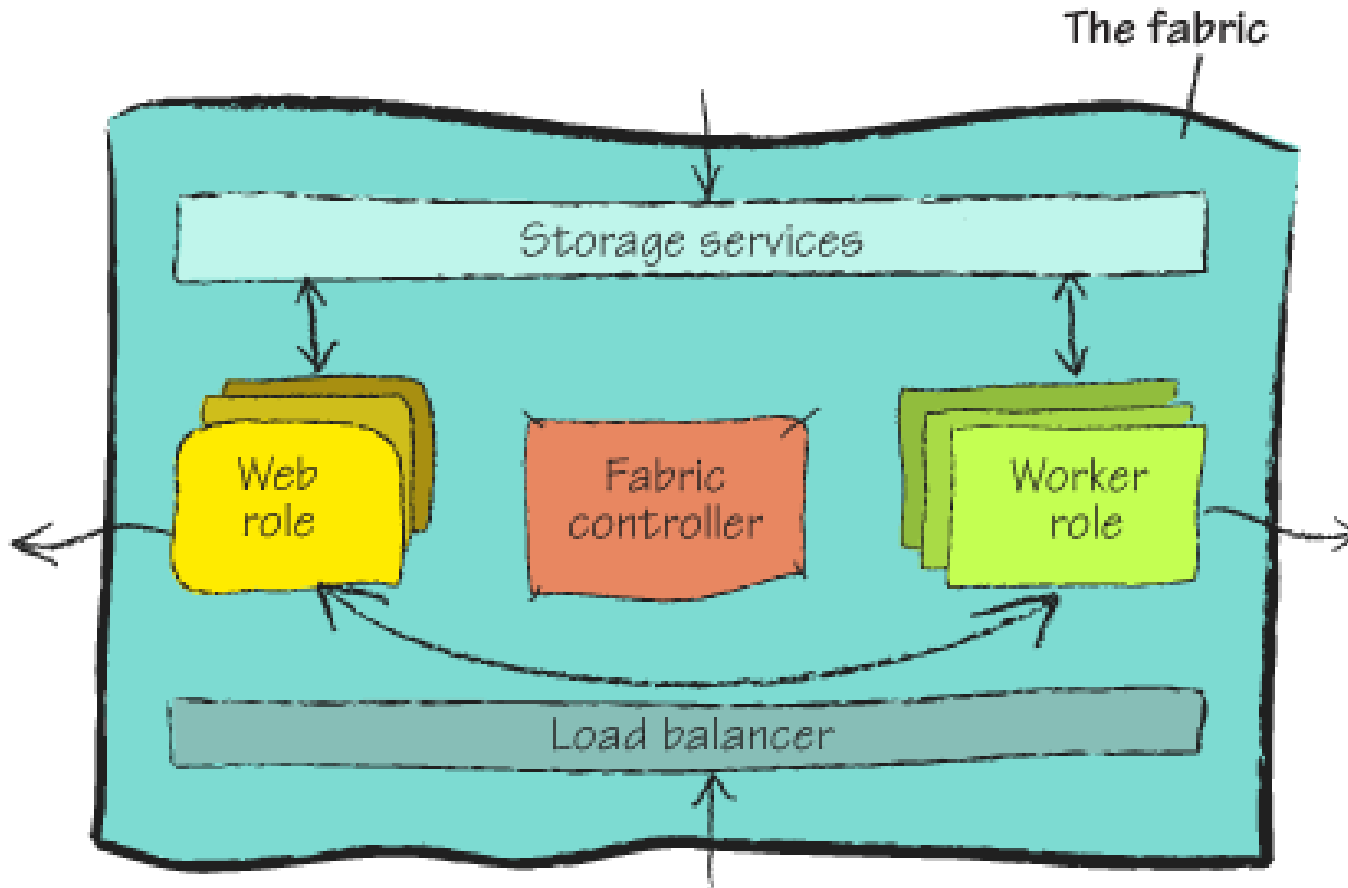 The fabric
Storage services
Web
role
Fabric
controller
Worker
role
Load balancer